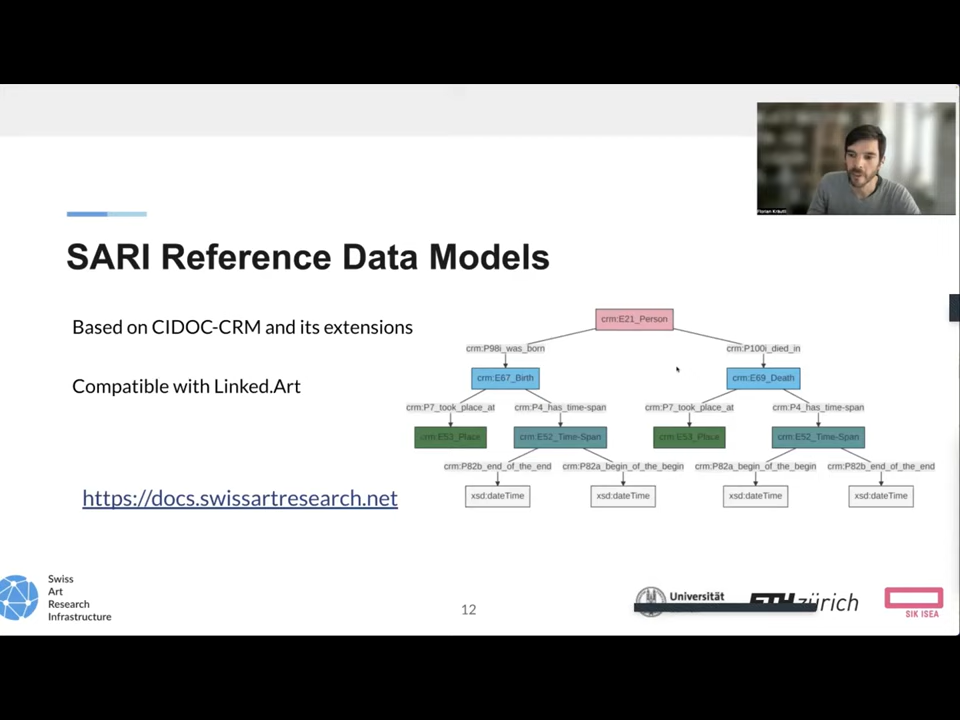 Florian Kräutli
SARI Reference Data Models
Based on CIDOC-CRM and its extensions
Compatible with Linked.Art
https://docs.swissartresearch.net
crm:E21_Person
crm:P98i_was_born
crm:P100i_died_in
crm:E67_Birth
crm:E69_Death
crm:P7_took_place_at
crm:P4_has_time-span
crm:P7_took_place_at
crm:P4_has_time-span
crm:E53_Place
crm:E52_Time-Span
crm:E53_Place
crm:E52_Time-Span
crm:P82b_end_of_the_end
crm:P82a_begin_of_the_begin
crm:P82a_begin_of_the_begin
crm:P82b_end_of_the_end
xsd:dateTime
xsd:dateTime
xsd:dateTime
xsd:dateTime
Swiss
Art
Research
Infrastructure
12
Universität
ETH zürich
SIK ISEA